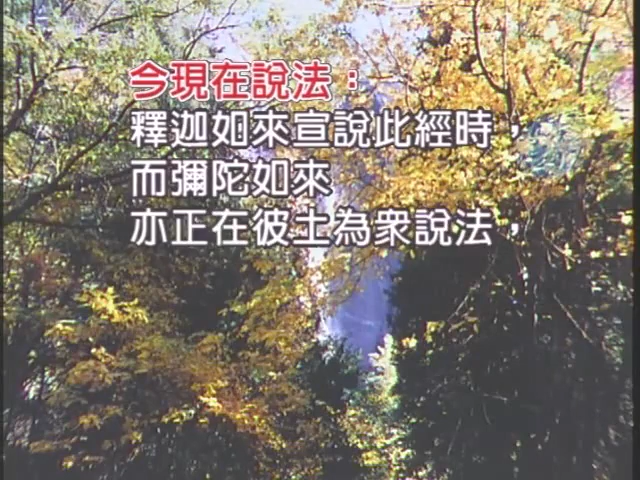 今現在說法：
釋迦如來宣說此經時，
而彌陀如來
亦正在彼土為眾說法，